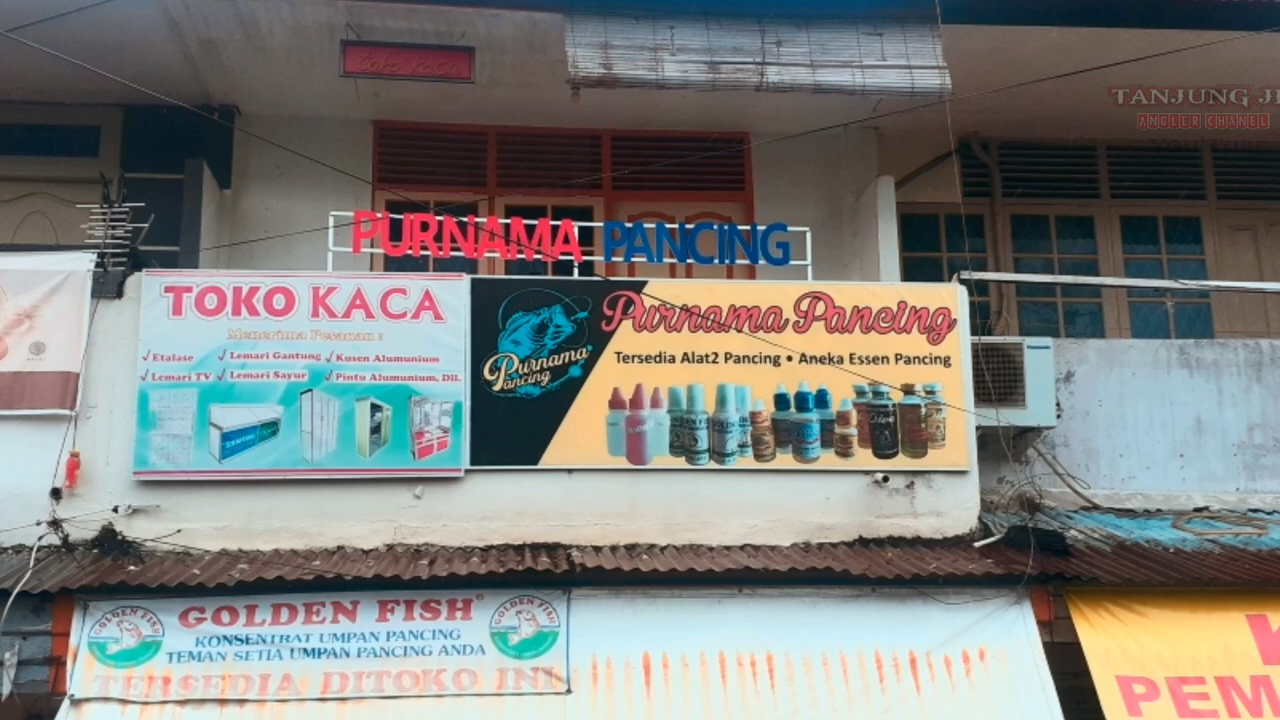 toko kaca
TANJUNG
ANGLER CHANEL
PURNAMA PANCING
TOKO KACA
Menerima Pesanan :
√ Etalase √ Lemari Gantung √ Kusen Alumunium
√ Lemari TV √ Lemari Sayur √ Pintu Alumunium, Dll.
Purnama Pancing
Purnama Pancing
Tersedia Alat2 Pancing • Aneka Essen Pancing
GOLDEN FISH
GOLDEN FISH®
GOLDEN FISH
KONSENTRAT UMPAN PANCING
TEMAN SETIA UMPAN PANCING ANDA
TERSEDIA DITOKO INI
PEM